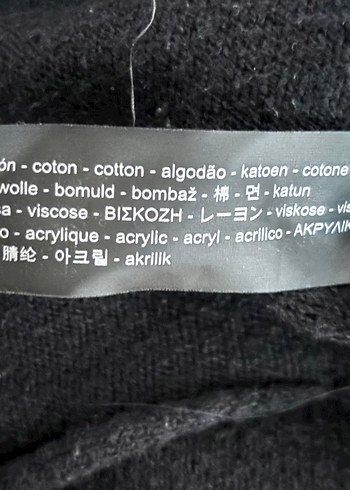 ón - coton - cotton - algodão - katoen - cotone
wolle - bomuld - bombaž - 棉 - 면 - katun
sa - viscose - ΒΙΣΚΟΖΗ - レーヨン - viskose - vis
o - acrylique - acrylic - acryl - acrilico - ΑΚΡΥΛΙΚ
腈纶 - 아크릴 - akrilik